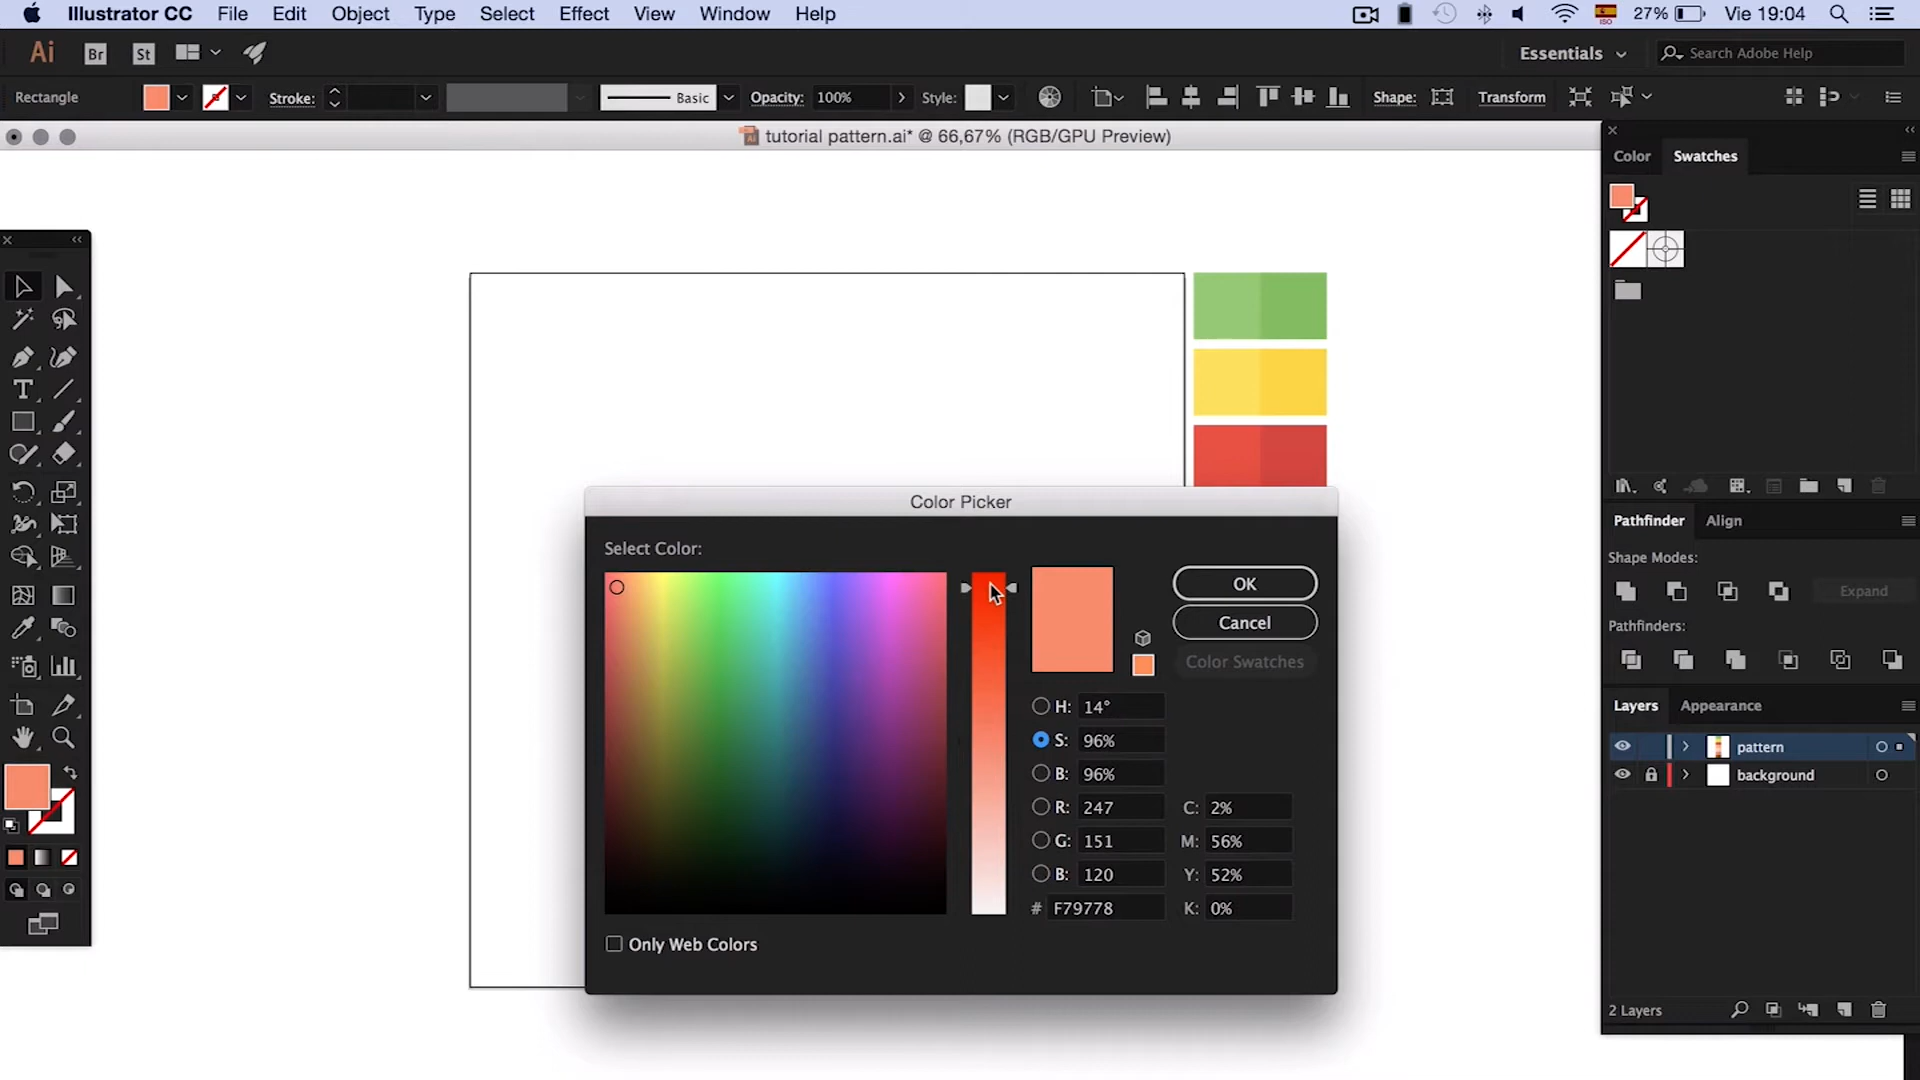 Illustrator CC File Edit Object Type Select Effect View Window Help ISO 27% Vie 19:04
Ai Br St Essentials Search Adobe Help
Rectangle Stroke: Basic Opacity: 100% Style: Shape: Transform
tutorial pattern.ai* @ 66,67% (RGB/GPU Preview)
Color Swatches
Color Picker
Select Color:
OK
Cancel
Color Swatches
H: 14°
S: 96%
B: 96%
R: 247 C: 2%
G: 151 M: 56%
B: 120 Y: 52%
# F79778 K: 0%
Only Web Colors
Pathfinder Align
Shape Modes:
Expand
Pathfinders:
Layers Appearance
pattern
background
2 Layers